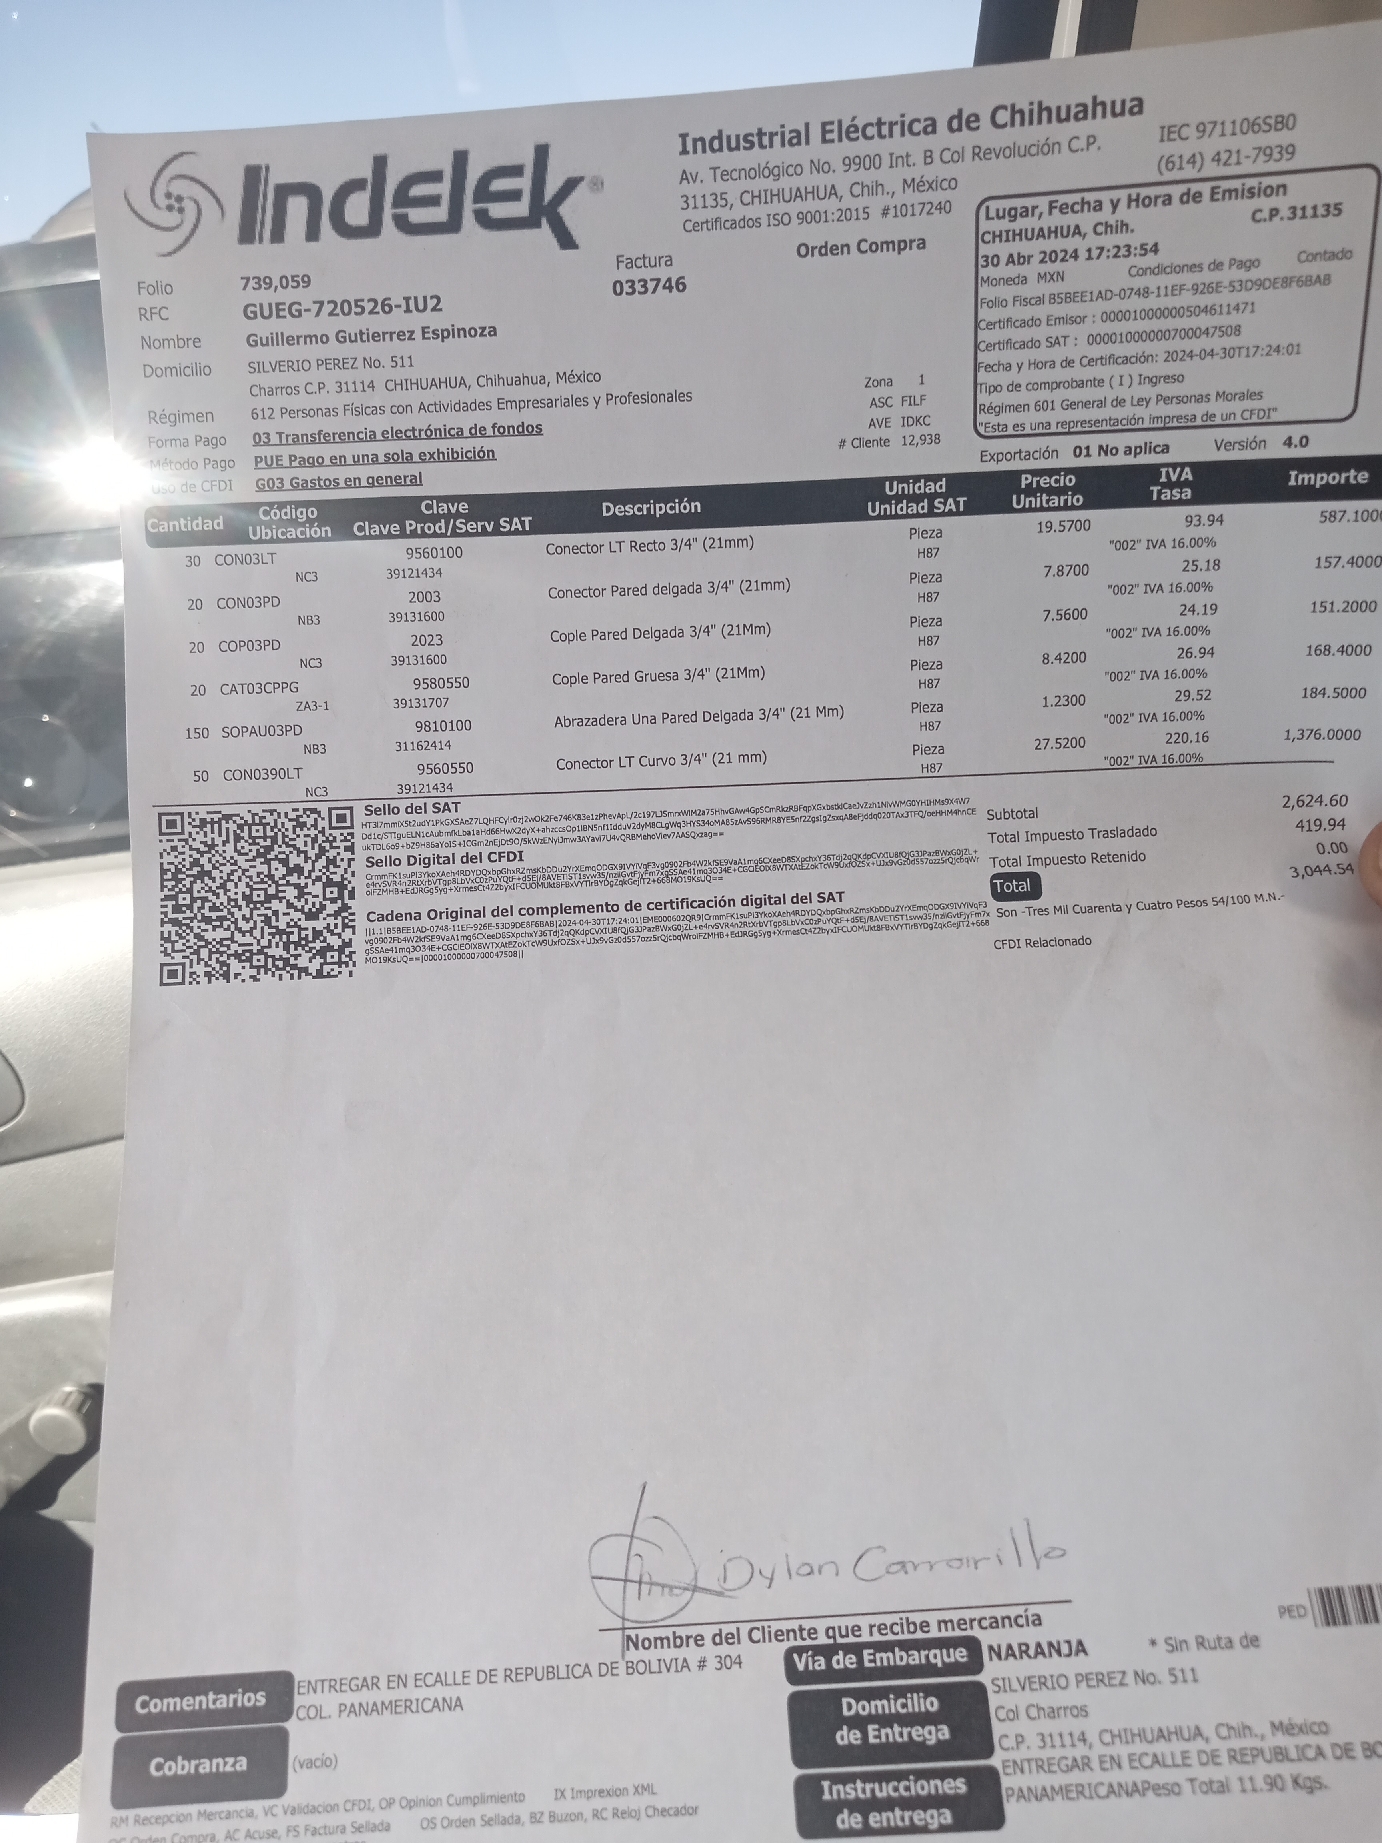 Indelek®
Industrial Eléctrica de Chihuahua
IEC 971106SB0
Av. Tecnológico No. 9900 Int. B Col Revolución C.P.
(614) 421-7939
31135, CHIHUAHUA, Chih., México
Certificados ISO 9001:2015 #1017240
Lugar, Fecha y Hora de Emision
C.P.31135
CHIHUAHUA, Chih.
30 Abr 2024 17:23:54
Moneda MXN Condiciones de Pago Contado
Folio Fiscal B5BEE1AD-0748-11EF-926E-53D9DE8F6BAB
Certificado Emisor : 00001000000504611471
Certificado SAT : 00001000000700047508
Fecha y Hora de Certificación: 2024-04-30T17:24:01
Tipo de comprobante ( I ) Ingreso
Régimen 601 General de Ley Personas Morales
"Esta es una representación impresa de un CFDI"
Factura Orden Compra
Folio 739,059 033746
RFC GUEG-720526-IU2
Nombre Guillermo Gutierrez Espinoza
Domicilio SILVERIO PEREZ No. 511
Charros C.P. 31114 CHIHUAHUA, Chihuahua, México
Régimen 612 Personas Físicas con Actividades Empresariales y Profesionales
Forma Pago 03 Transferencia electrónica de fondos
Método Pago PUE Pago en una sola exhibición
Uso de CFDI G03 Gastos en general
Zona 1
ASC FILF
AVE IDKC
# Cliente 12,938
Exportación 01 No aplica Versión 4.0
Cantidad Código Ubicación Clave Clave Prod/Serv SAT Descripción Unidad Unidad SAT Precio Unitario IVA Tasa Importe
30 CON03LT 9560100 Conector LT Recto 3/4" (21mm) Pieza 19.5700 93.94 587.1000
NC3 39121434 H87 "002" IVA 16.00%
20 CON03PD 2003 Conector Pared delgada 3/4" (21mm) Pieza 7.8700 25.18 157.4000
NB3 39131600 H87 "002" IVA 16.00%
20 COP03PD 2023 Cople Pared Delgada 3/4" (21Mm) Pieza 7.5600 24.19 151.2000
NC3 39131600 H87 "002" IVA 16.00%
20 CAT03CPPG 9580550 Cople Pared Gruesa 3/4" (21Mm) Pieza 8.4200 26.94 168.4000
ZA3-1 39131707 H87 "002" IVA 16.00%
150 SOPAU03PD 9810100 Abrazadera Una Pared Delgada 3/4" (21 Mm) Pieza 1.2300 29.52 184.5000
NB3 31162414 H87 "002" IVA 16.00%
50 CON0390LT 9560550 Conector LT Curvo 3/4" (21 mm) Pieza 27.5200 220.16 1,376.0000
NC3 39121434 H87 "002" IVA 16.00%
Sello del SAT
Sello Digital del CFDI
Cadena Original del complemento de certificación digital del SAT
Subtotal 2,624.60
Total Impuesto Trasladado 419.94
Total Impuesto Retenido 0.00
Total 3,044.54
Son -Tres Mil Cuarenta y Cuatro Pesos 54/100 M.N.-
CFDI Relacionado
Dylan Carrarillo
Nombre del Cliente que recibe mercancía
PED
Comentarios ENTREGAR EN ECALLE DE REPUBLICA DE BOLIVIA # 304
COL. PANAMERICANA
Cobranza (vacío)
Vía de Embarque NARANJA * Sin Ruta de
Domicilio de Entrega SILVERIO PEREZ No. 511
Col Charros
C.P. 31114, CHIHUAHUA, Chih., México
Instrucciones de entrega ENTREGAR EN ECALLE DE REPUBLICA DE BO
PANAMERICANAPeso Total 11.90 Kgs.
RM Recepcion Mercancia, VC Validacion CFDI, OP Opinion Cumplimiento IX Imprexion XML
Orden Compra, AC Acuse, FS Factura Sellada OS Orden Sellada, BZ Buzon, RC Reloj Checador